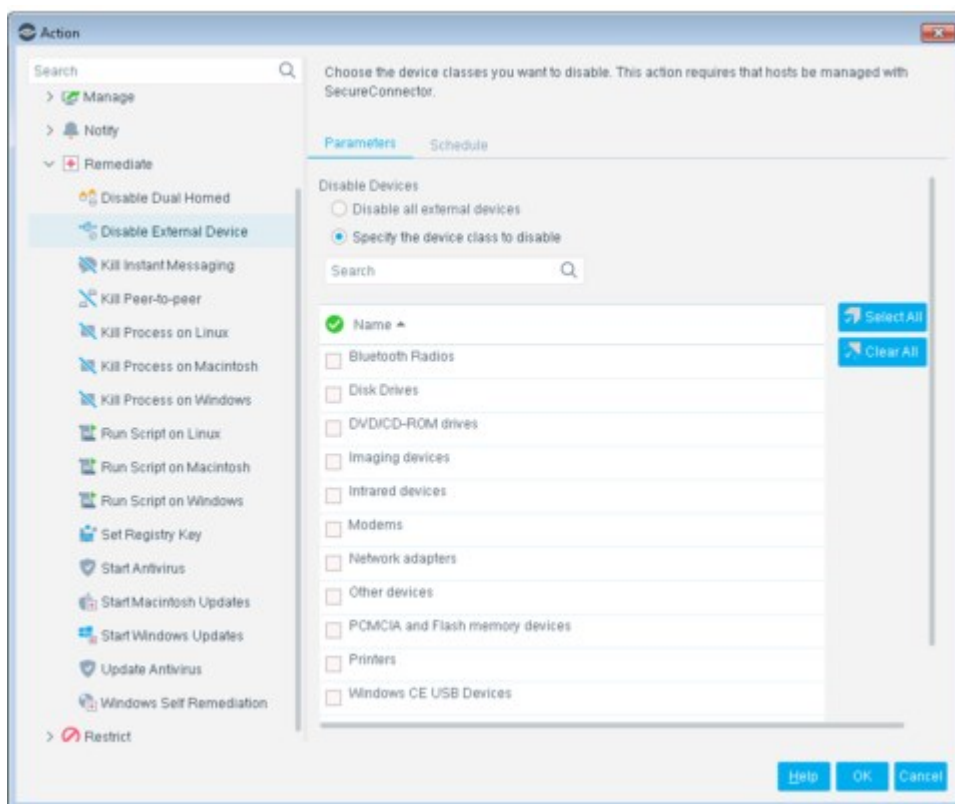 Action
Search
Manage
Notify
Remediate
Disable Dual Homed
Disable External Device
Kill Instant Messaging
Kill Peer-to-peer
Kill Process on Linux
Kill Process on Macintosh
Kill Process on Windows
Run Script on Linux
Run Script on Macintosh
Run Script on Windows
Set Registry Key
Start Antivirus
Start Macintosh Updates
Start Windows Updates
Update Antivirus
Windows Self Remediation
Restrict
Choose the device classes you want to disable. This action requires that hosts be managed with
SecureConnector.
Parameters Schedule
Disable Devices
Disable all external devices
Specify the device class to disable
Search
Name
Select All
Clear All
Bluetooth Radios
Disk Drives
DVD/CD-ROM drives
Imaging devices
Intrared devices
Modems
Network adapters
Other devices
PCMCIA and Flash memory devices
Printers
Windows CE USB Devices
Help OK Cancel